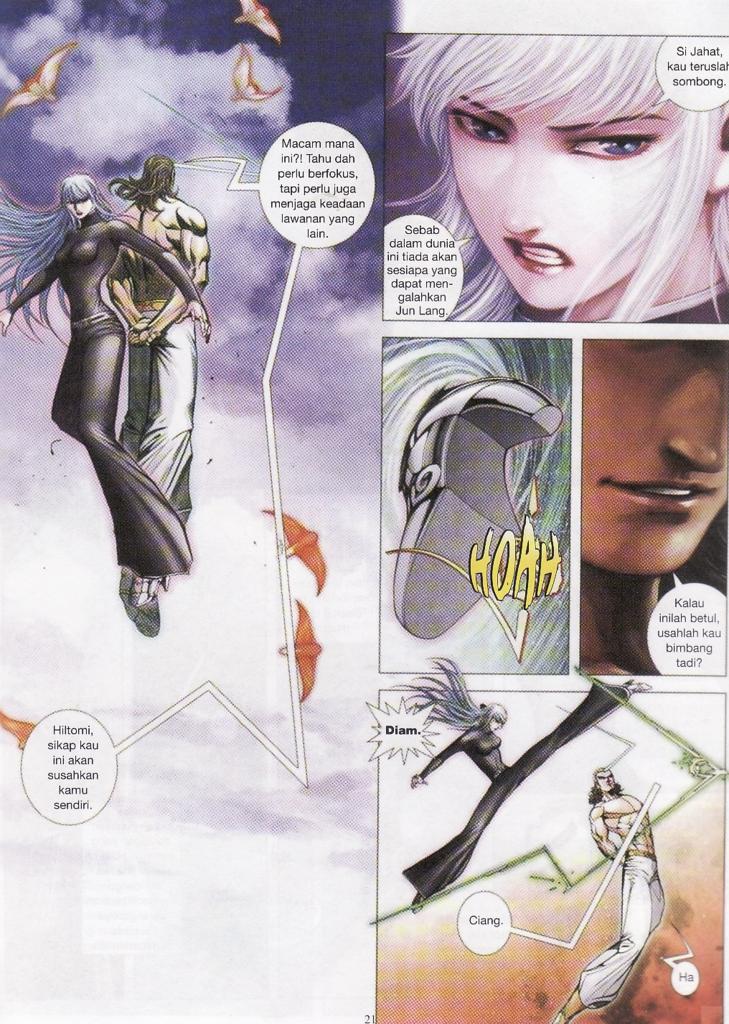 Macam mana
ini?! Tahu dah
perlu berfokus,
tapi perlu juga
menjaga keadaan
lawanan yang
lain.
Hiltomi,
sikap kau
ini akan
susahkan
kamu
sendiri.
Si Jahat,
kau teruslah
sombong.
Sebab
dalam dunia
ini tiada akan
sesiapa yang
dapat men-
galahkan
Jun Lang.
HOAH
Kalau
inilah betul,
usahlah kau
bimbang
tadi?
Diam.
Ciang.
Ha
21